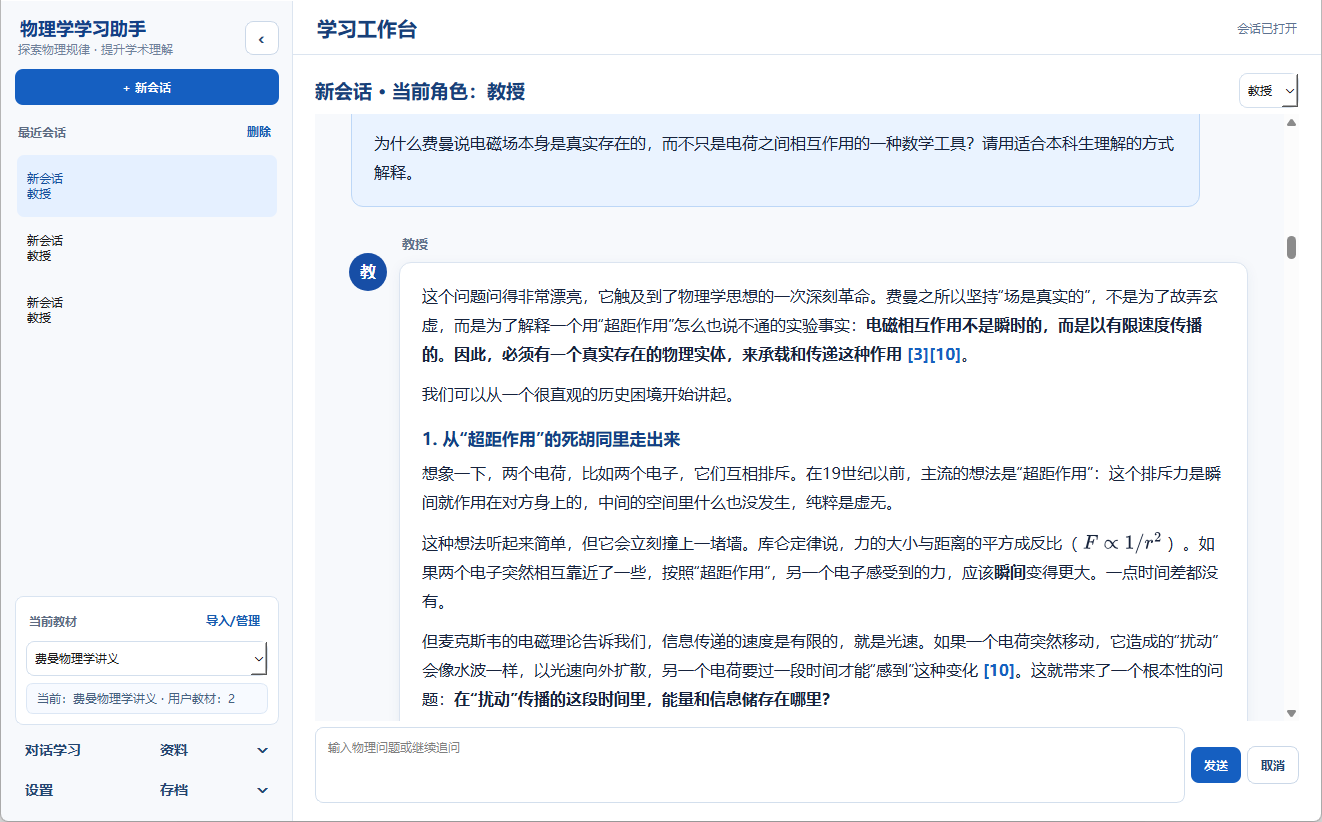 物理学学习助手
探索物理规律 · 提升学术理解
‹
+ 新会话
最近会话
删除
新会话
教授
新会话
教授
新会话
教授
当前教材
导入/管理
费曼物理学讲义
当前：费曼物理学讲义 · 用户教材：2
对话学习
资料
设置
存档
学习工作台
会话已打开
新会话 • 当前角色：教授
教授
为什么费曼说电磁场本身是真实存在的，而不只是电荷之间相互作用的一种数学工具？请用适合本科生理解的方式
解释。
教授
教
这个问题问得非常漂亮，它触及到了物理学思想的一次深刻革命。费曼之所以坚持“场是真实的”，不是为了故弄玄
虚，而是为了解释一个用“超距作用”怎么也说不通的实验事实：电磁相互作用不是瞬时的，而是以有限速度传播
的。因此，必须有一个真实存在的物理实体，来承载和传递这种作用 [3][10]。
我们可以从一个很直观的历史困境开始讲起。
1. 从“超距作用”的死胡同里走出来
想象一下，两个电荷，比如两个电子，它们互相排斥。在19世纪以前，主流的想法是“超距作用”：这个排斥力是瞬
间就作用在对方身上的，中间的空间里什么也没发生，纯粹是虚无。
这种想法听起来简单，但它会立刻撞上一堵墙。库仑定律说，力的大小与距离的平方成反比（ F ∝ 1/r² ）。如
果两个电子突然相互靠近了一些，按照“超距作用”，另一个电子感受到的力，应该瞬间变得更大。一点时间差都没
有。
但麦克斯韦的电磁理论告诉我们，信息传递的速度是有限的，就是光速。如果一个电荷突然移动，它造成的“扰动”
会像水波一样，以光速向外扩散，另一个电荷要过一段时间才能“感到”这种变化 [10]。这就带来了一个根本性的问
题：在“扰动”传播的这段时间里，能量和信息储存在哪里？
输入物理问题或继续追问
发送
取消